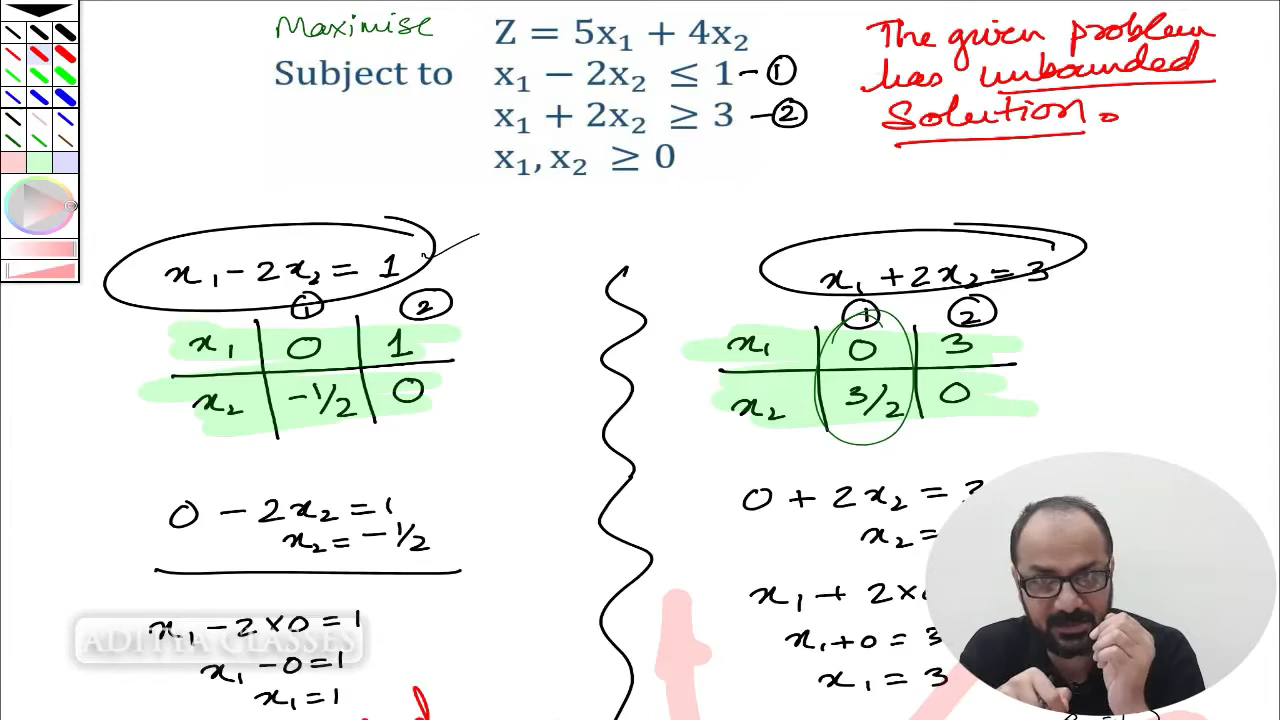 Maximise Z = 5x₁ + 4x₂
Subject to x₁ − 2x₂ ≤ 1 - ①
x₁ + 2x₂ ≥ 3 - ②
x₁, x₂ ≥ 0
The given problem
has unbounded
Solution.
x₁ - 2x₂ = 1
① ②
x₁ 0 1
x₂ -1/2 0
0 - 2x₂ = 1
x₂ = -1/2
x₁ - 2×0 = 1
x₁ - 0 = 1
x₁ = 1
x₁ + 2x₂ = 3
① ②
x₁ 0 3
x₂ 3/2 0
0 + 2x₂ = 3
x₂ =
x₁ + 2×
x₁ + 0 = 3
x₁ = 3
ADITYA CLASSES